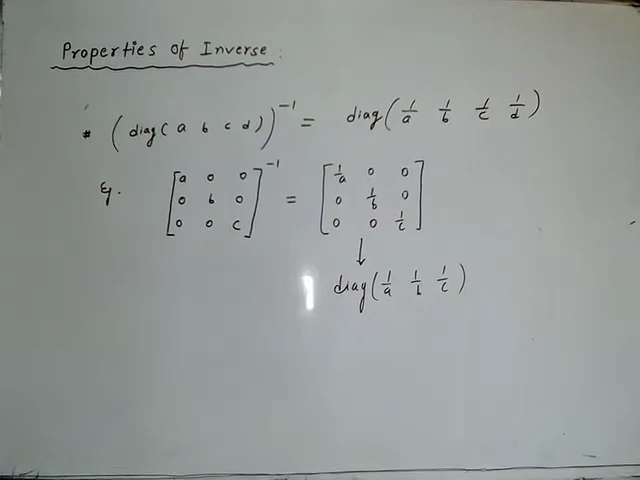 Properties of Inverse :
# (diag(a b c d))⁻¹ = diag(1/a 1/b 1/c 1/d)
Eg. [a 0 0; 0 b 0; 0 0 c]⁻¹ = [1/a 0 0; 0 1/b 0; 0 0 1/c]
↓
diag(1/a 1/b 1/c)